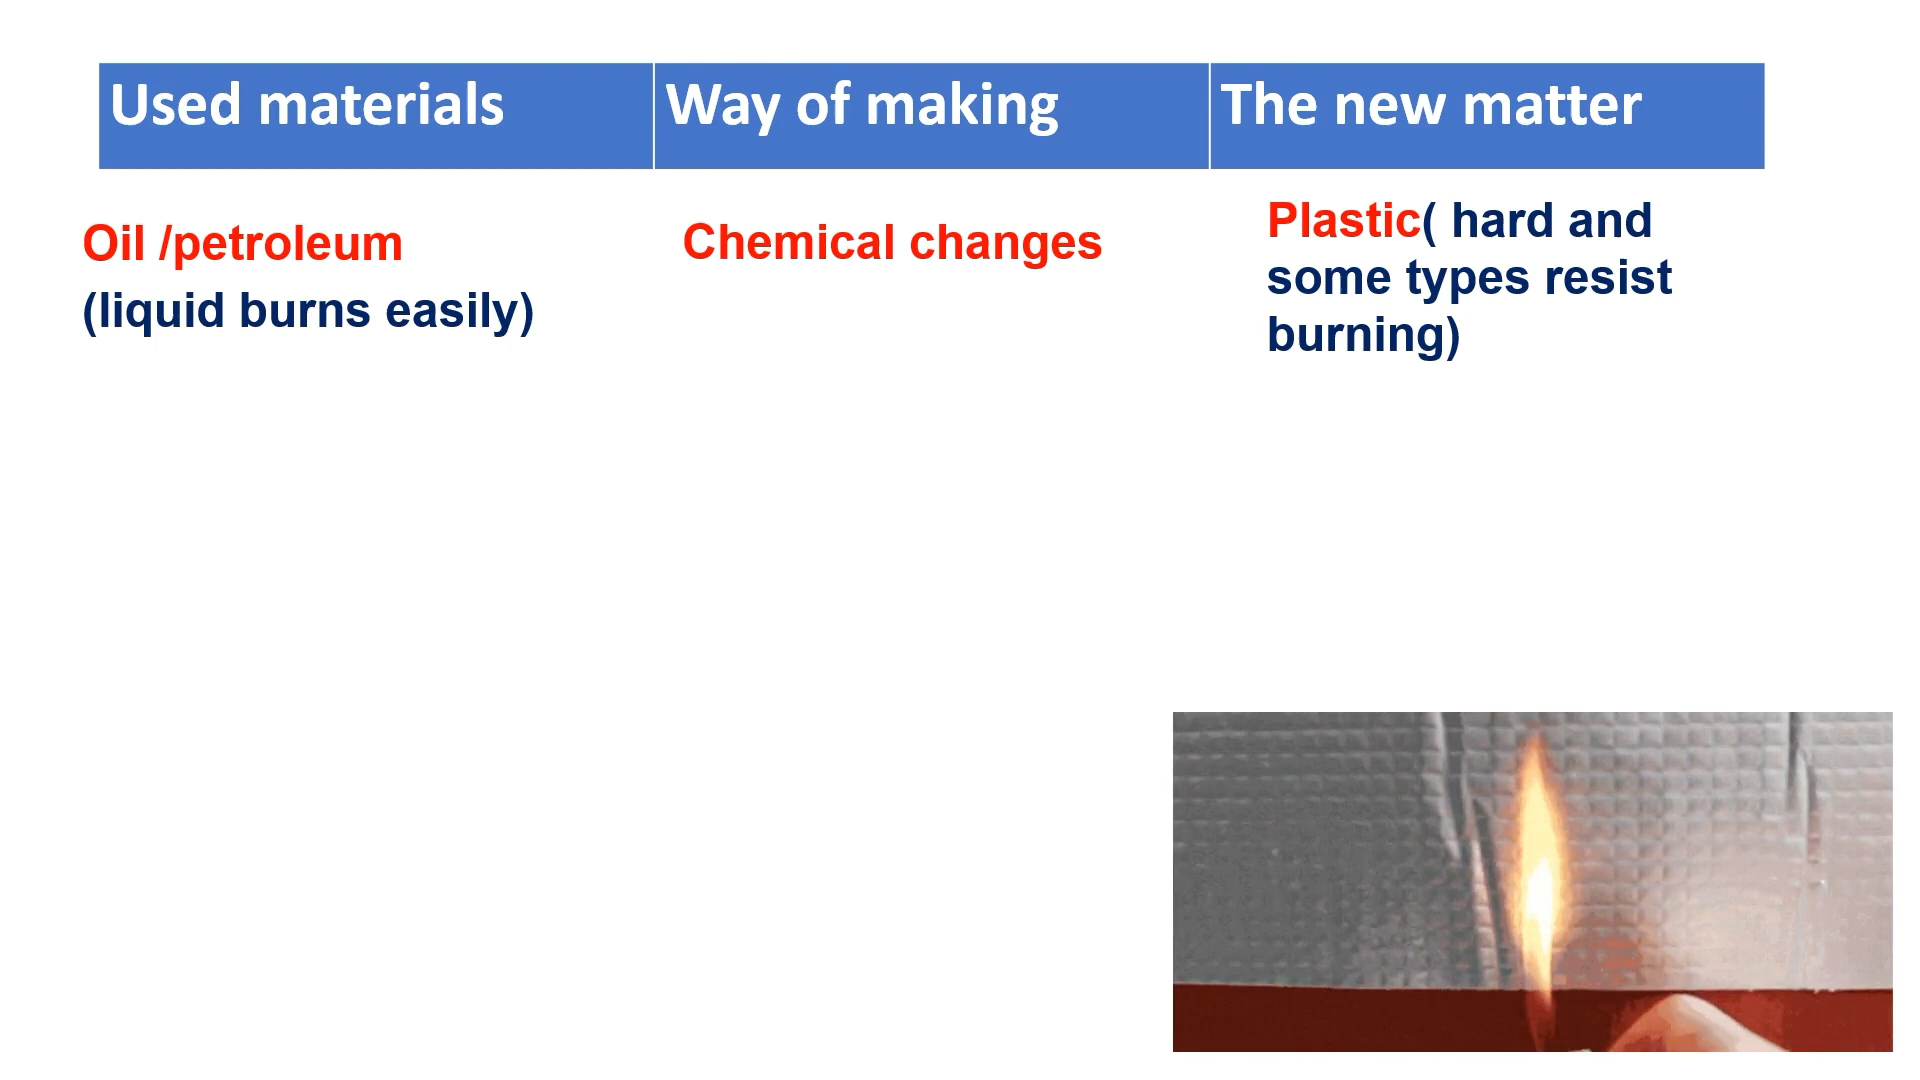 Used materials
Way of making
The new matter
Oil /petroleum
(liquid burns easily)
Chemical changes
Plastic( hard and
some types resist
burning)